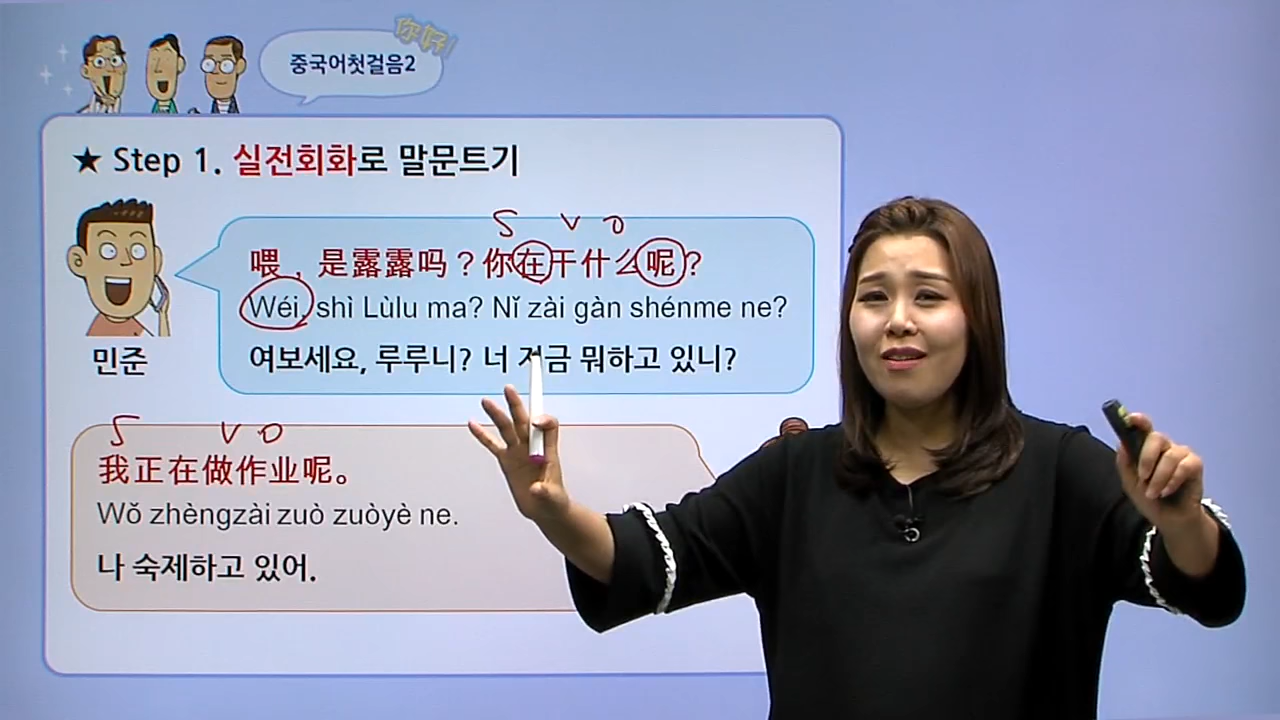 你好!
중국어첫걸음2
★ Step 1. 실전회화로 말문트기
S V O
喂，是露露吗？你在干什么呢？
Wéi, shì Lùlu ma? Nǐ zài gàn shénme ne?
여보세요, 루루니? 너 지금 뭐하고 있니?
민준
S V O
我正在做作业呢。
Wǒ zhèngzài zuò zuòyè ne.
나 숙제하고 있어.